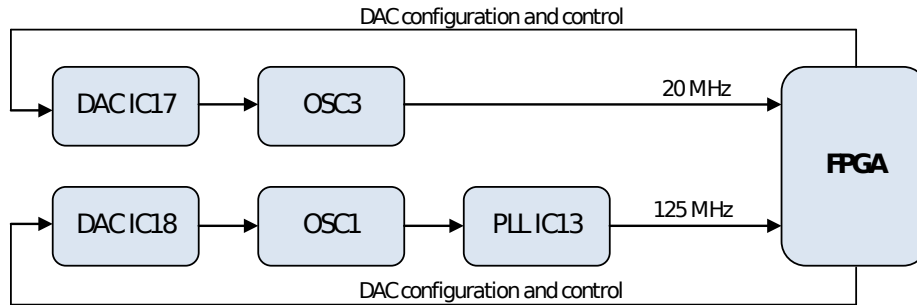 DAC configuration and control
DAC IC17
OSC3
20 MHz
FPGA
DAC IC18
OSC1
PLL IC13
125 MHz
DAC configuration and control